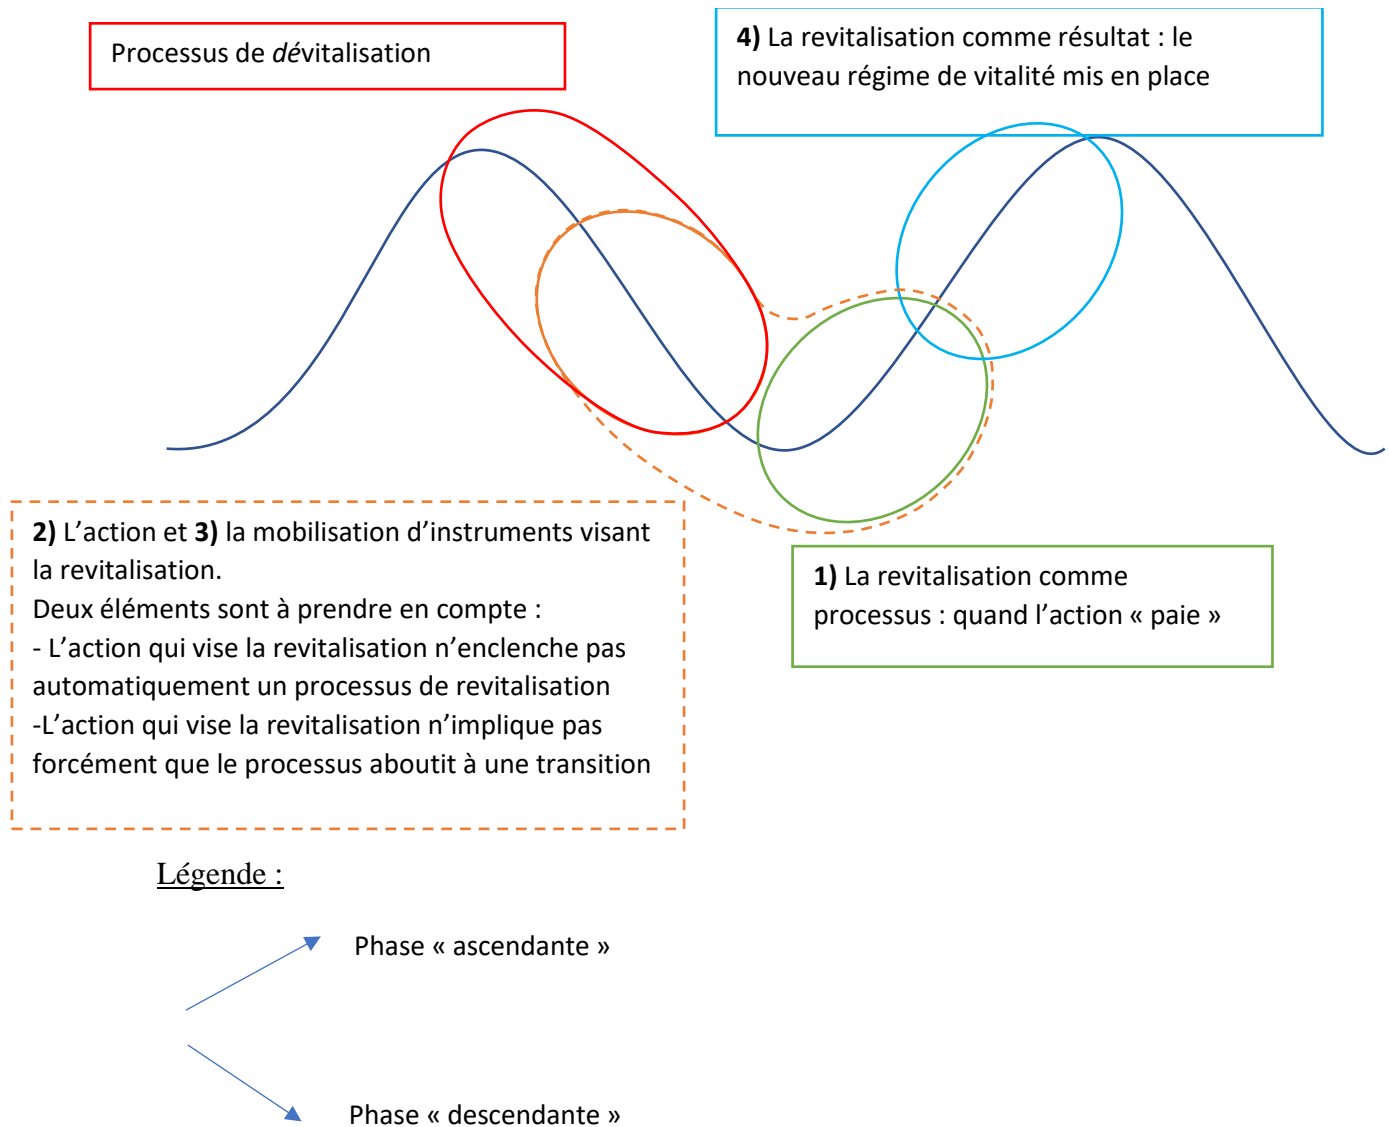 Processus de dévitalisation
4) La revitalisation comme résultat : le
nouveau régime de vitalité mis en place
2) L’action et 3) la mobilisation d’instruments visant
la revitalisation.
Deux éléments sont à prendre en compte :
- L’action qui vise la revitalisation n’enclenche pas
automatiquement un processus de revitalisation
-L’action qui vise la revitalisation n’implique pas
forcément que le processus aboutit à une transition
1) La revitalisation comme
processus : quand l’action « paie »
Légende :
Phase « ascendante »
Phase « descendante »